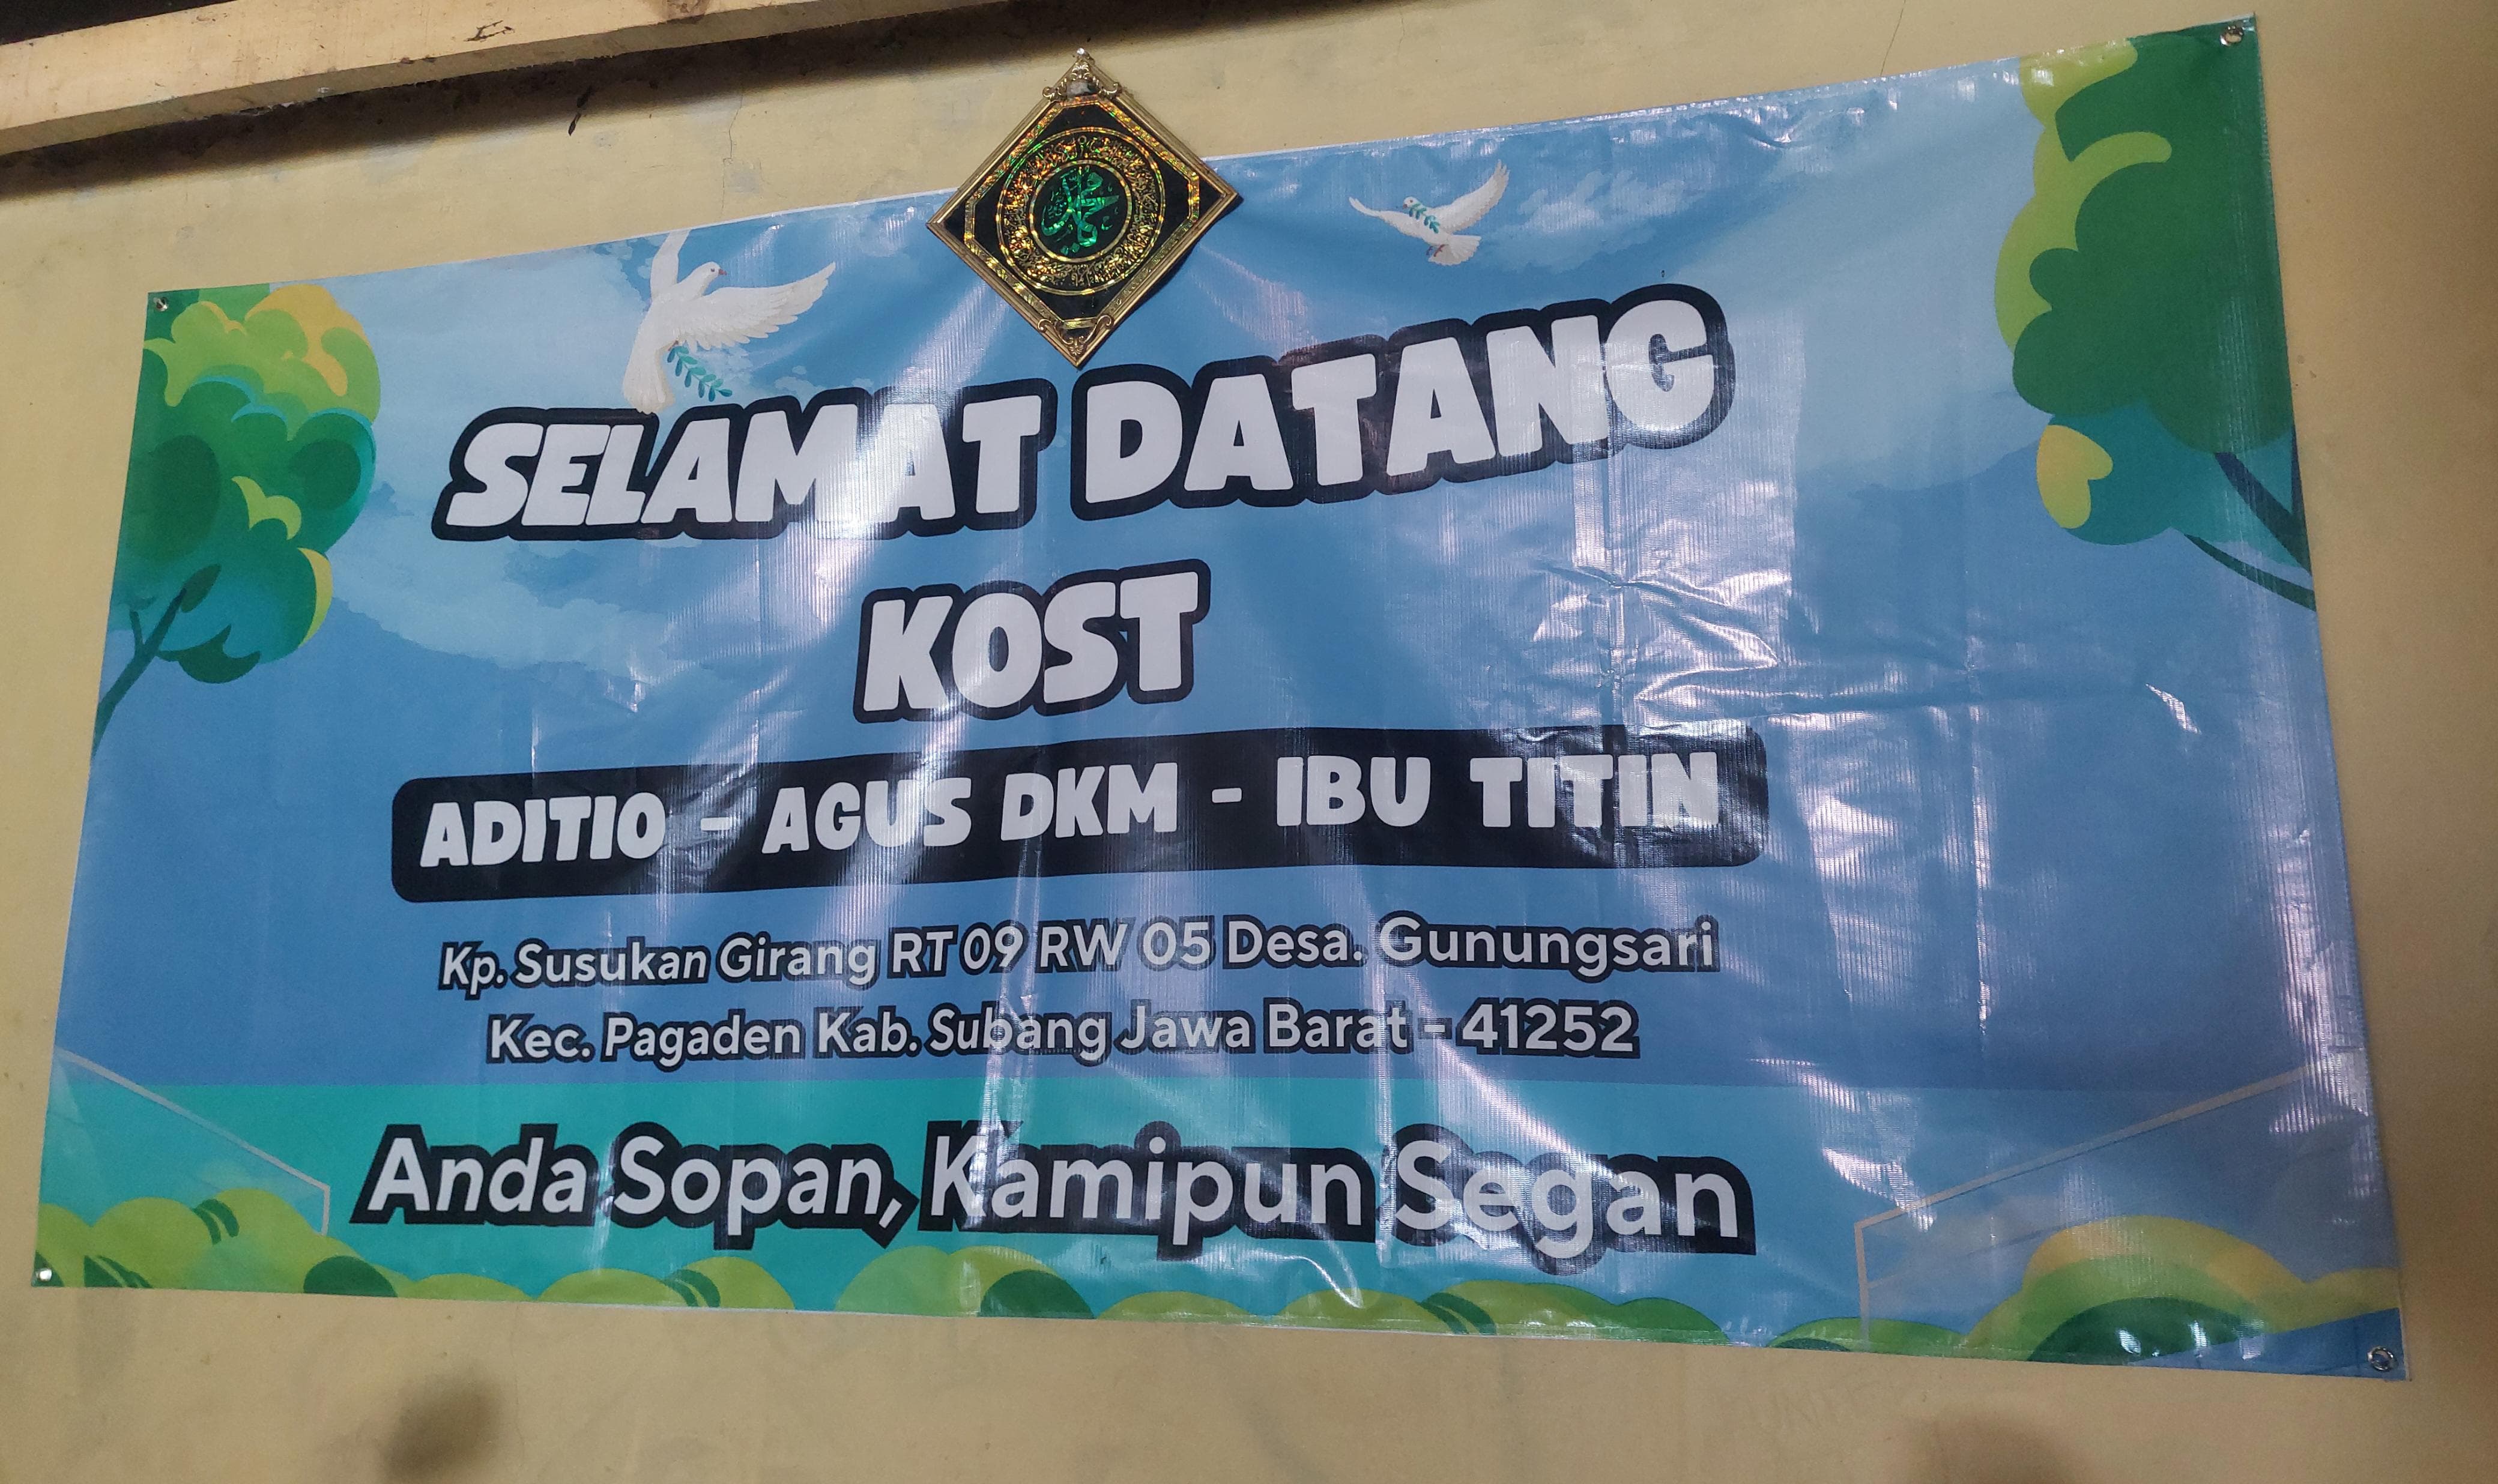 SELAMAT DATANG
KOST
ADITIO - AGUS DKM - IBU TITIN
Kp. Susukan Girang RT 09 RW 05 Desa. Gunungsari
Kec. Pagaden Kab. Subang Jawa Barat - 41252
Anda Sopan, Kamipun Segan